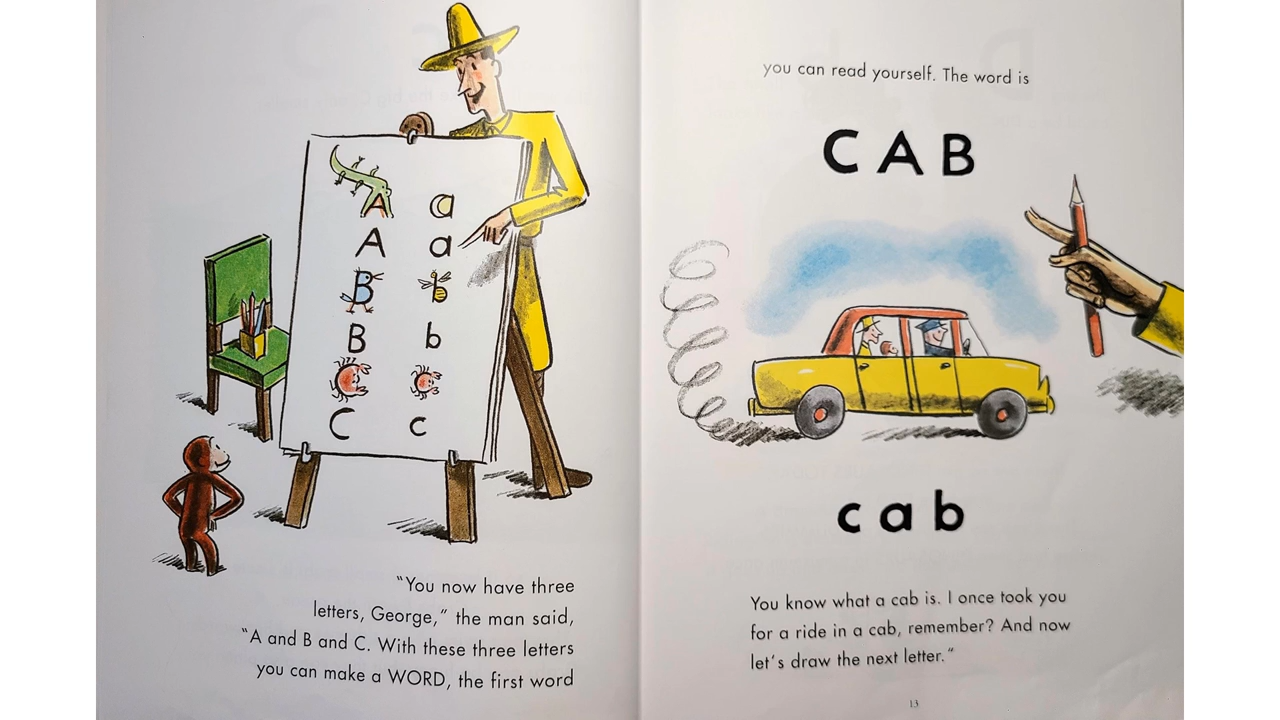 A a
A a
B b
B b
C c
C c
"You now have three
letters, George," the man said,
"A and B and C. With these three letters
you can make a WORD, the first word
you can read yourself. The word is
CAB
cab
You know what a cab is. I once took you
for a ride in a cab, remember? And now
let's draw the next letter."
13